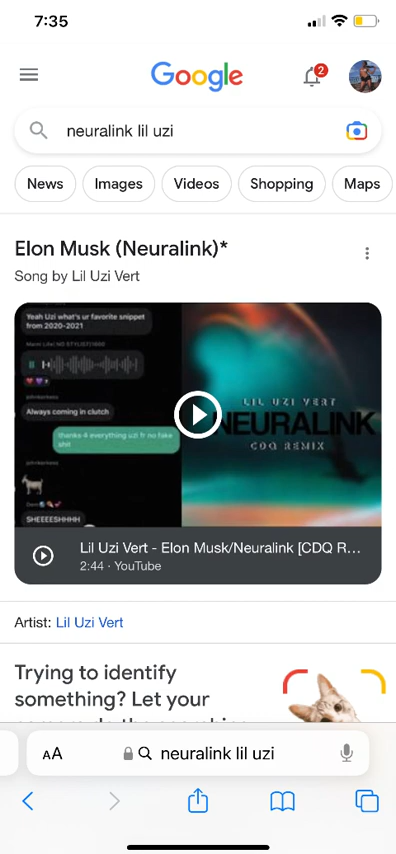 7:35
Google
2
neuralink lil uzi
News
Images
Videos
Shopping
Maps
Elon Musk (Neuralink)*
Song by Lil Uzi Vert
Yeah Uzi what's ur favorite snippet
from 2020-2021
Always coming in clutch
thanks 4 everything uzi fr no fake
shit
SHEEEESHHHH
LIL UZI VERT
NEURALINK
CDQ REMIX
Lil Uzi Vert - Elon Musk/Neuralink [CDQ R...
2:44 · YouTube
Artist: Lil Uzi Vert
Trying to identify
something? Let your
AA
neuralink lil uzi